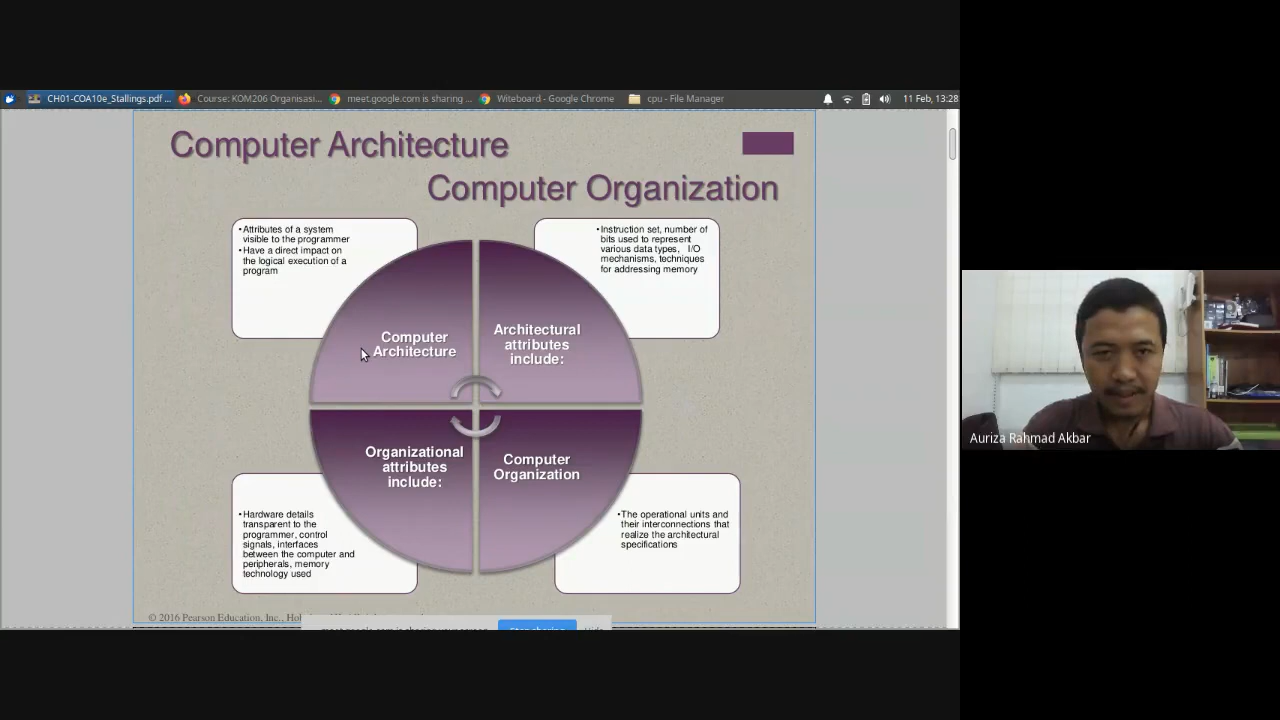 CH01-COA10e_Stallings.pdf ... Course: KOM206 Organisasi... meet.google.com is sharing ... Witeboard - Google Chrome cpu - File Manager 11 Feb, 13:28
Computer Architecture
Computer Organization
•Attributes of a system
visible to the programmer
•Have a direct impact on
the logical execution of a
program
•Instruction set, number of
bits used to represent
various data types, I/O
mechanisms, techniques
for addressing memory
Computer
Architecture
Architectural
attributes
include:
Organizational
attributes
include:
Computer
Organization
•Hardware details
transparent to the
programmer, control
signals, interfaces
between the computer and
peripherals, memory
technology used
•The operational units and
their interconnections that
realize the architectural
specifications
© 2016 Pearson Education, Inc.,
Auriza Rahmad Akbar